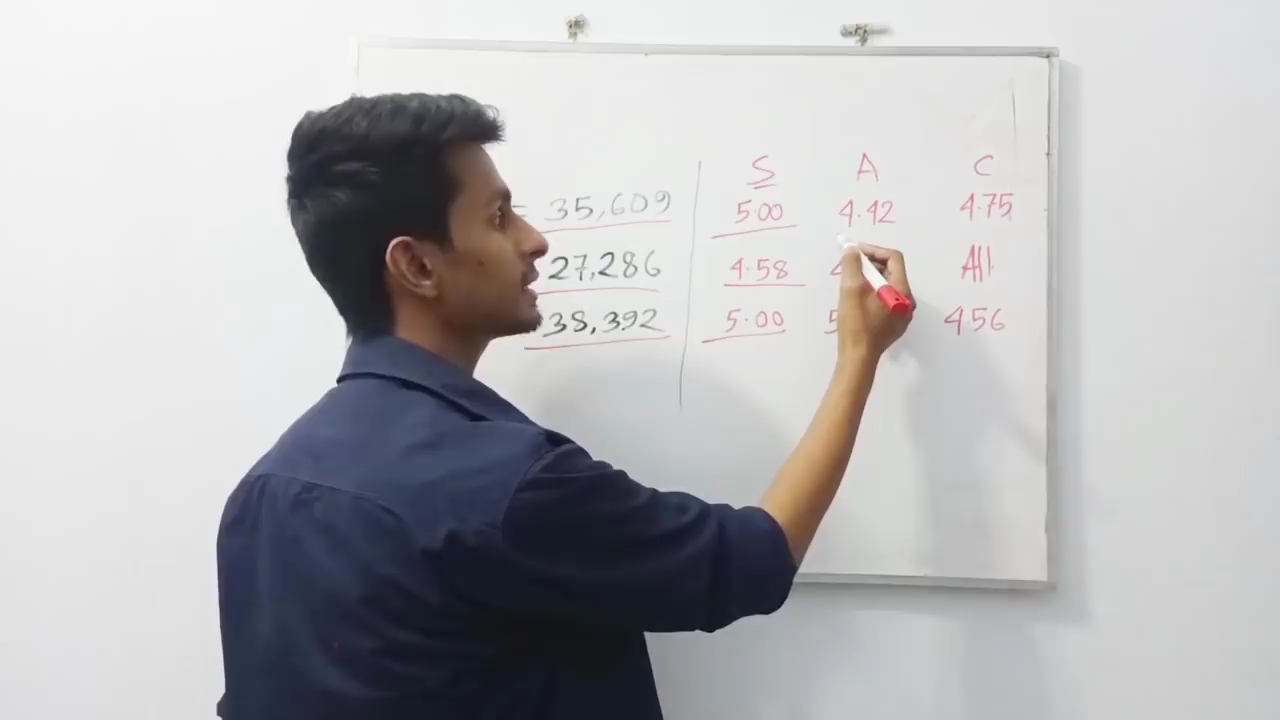 S A C
= 35,609 5.00 4.42 4.75
27,286 4.58 All
38,392 5.00 4.56